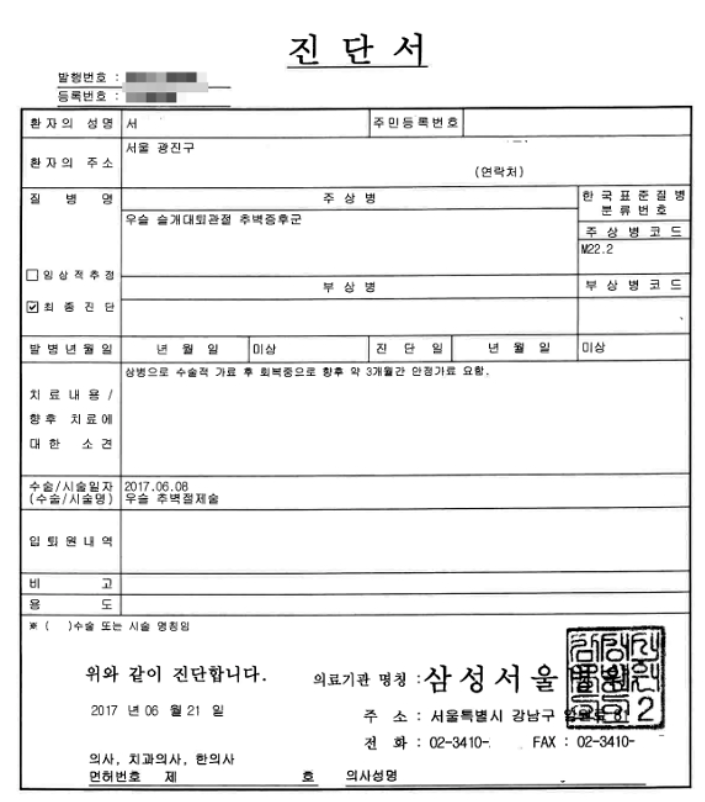 진 단 서
발행번호 :
등록번호 :
환자의 성명 서 주민등록번호
환자의 주소 서울 광진구
(연락처)
질 병 명 주 상 병 한 국 표 준 질 병
분 류 번 호
우슬 슬개대퇴관절 추벽증후군 주 상 병 코 드
M22.2
임상적추정
부 상 병 부 상 병 코 드
최 종 진 단
발병년월일 년 월 일 미상 진 단 일 년 월 일 미상
상병으로 수술적 가료 후 회복중으로 향후 약 3개월간 안정가료 요함.
치 료 내 용 /
향후 치료에
대 한 소 견
수술/시술일자 2017.06.08
(수술/시술명) 우슬 추벽절제술
입 퇴 원 내 역
비 고
용 도
※ ( )수술 또는 시술 명칭임
위와 같이 진단합니다.
의료기관 명칭 : 삼성서울병원
2017 년 06 월 21 일
주 소 : 서울특별시 강남구 일원로 81
전 화 : 02-3410- FAX : 02-3410-
의사, 치과의사, 한의사
면허번호 제 호 의사성명